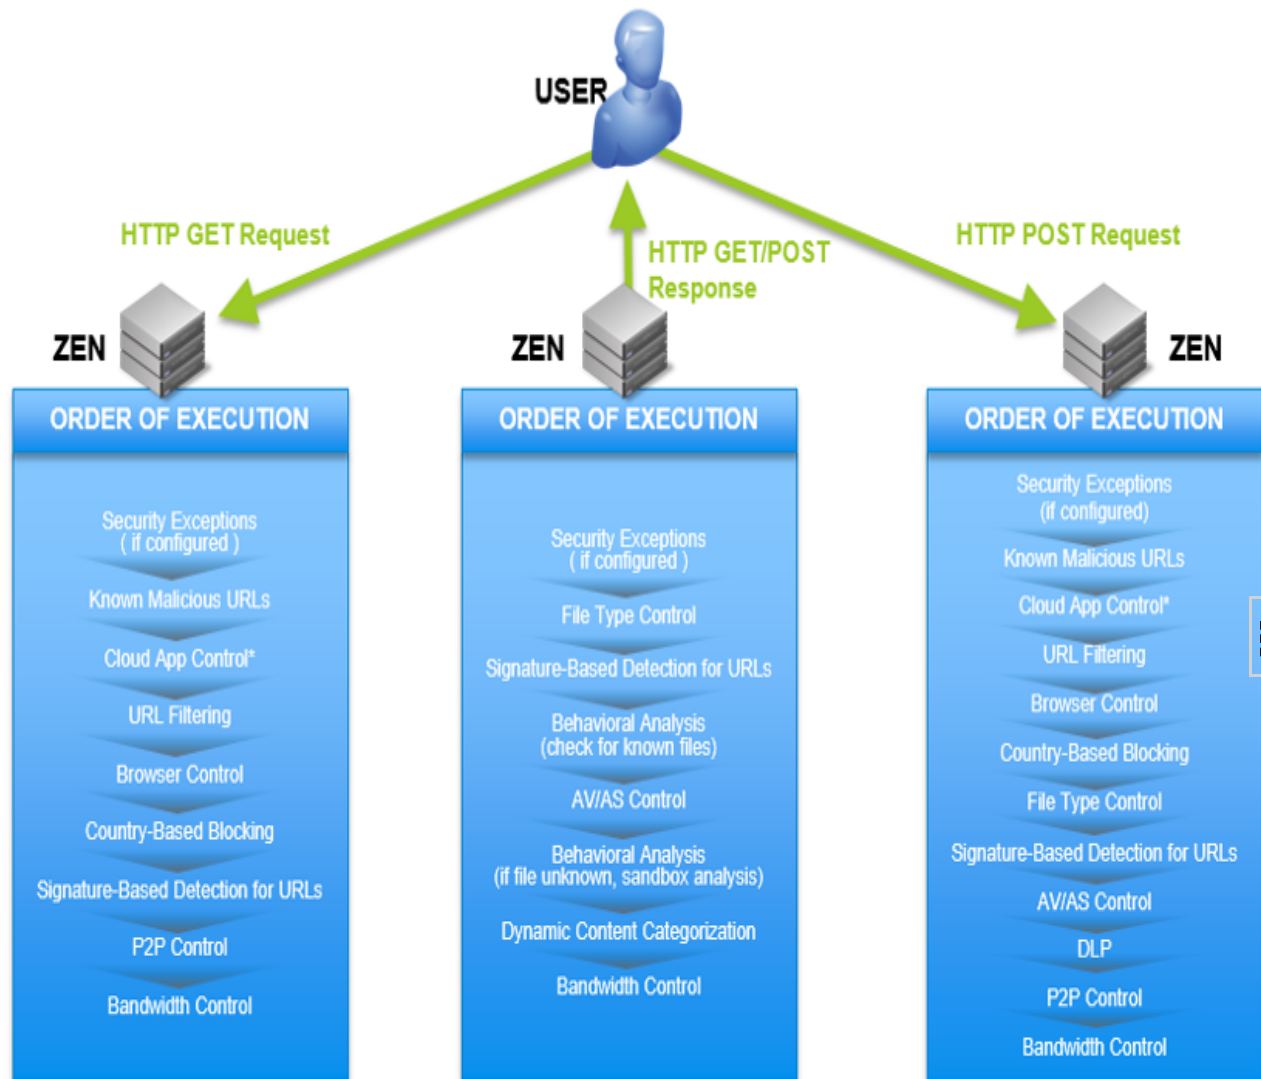 USER
HTTP GET Request
HTTP GET/POST
Response
HTTP POST Request
ZEN
ZEN
ZEN
ORDER OF EXECUTION
Security Exceptions
( if configured )
Known Malicious URLs
Cloud App Control*
URL Filtering
Browser Control
Country-Based Blocking
Signature-Based Detection for URLs
P2P Control
Bandwidth Control
ORDER OF EXECUTION
Security Exceptions
( if configured )
File Type Control
Signature-Based Detection for URLs
Behavioral Analysis
(check for known files)
AV/AS Control
Behavioral Analysis
(if file unknown, sandbox analysis)
Dynamic Content Categorization
Bandwidth Control
ORDER OF EXECUTION
Security Exceptions
(if configured)
Known Malicious URLs
Cloud App Control*
URL Filtering
Browser Control
Country-Based Blocking
File Type Control
Signature-Based Detection for URLs
AV/AS Control
DLP
P2P Control
Bandwidth Control